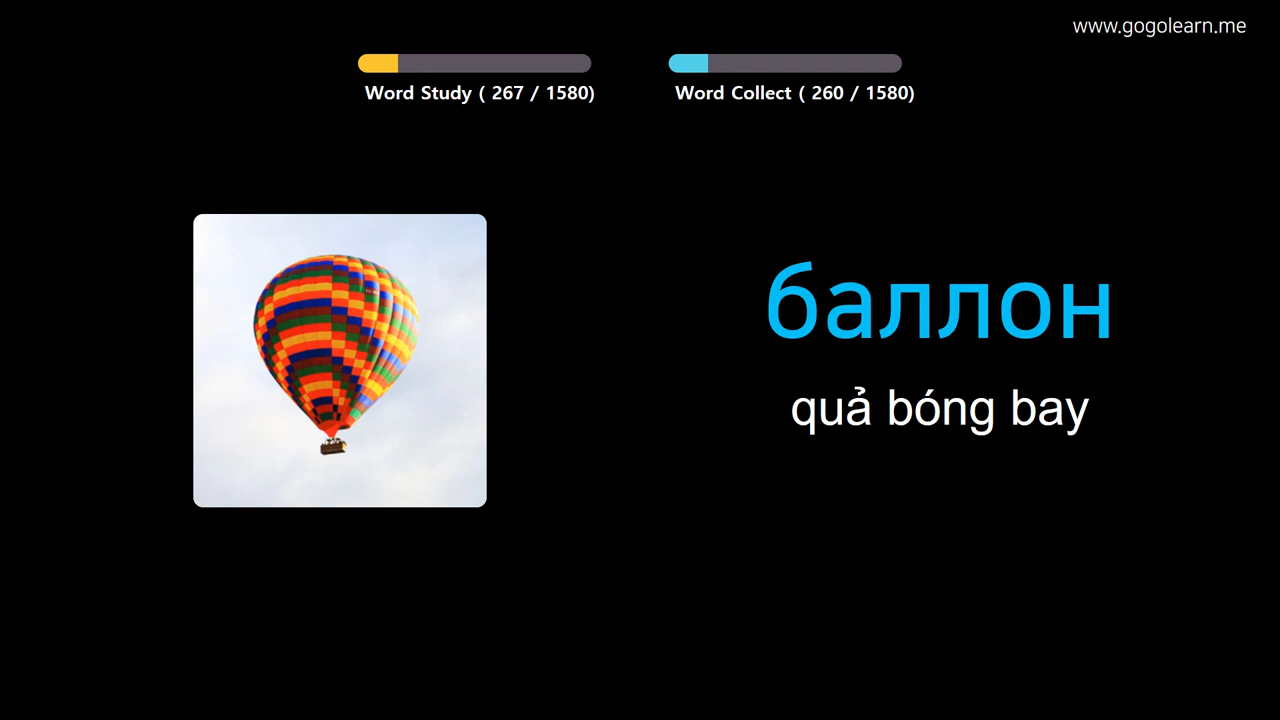 www.gogolearn.me
Word Study ( 267 / 1580)
Word Collect ( 260 / 1580)
баллон
quả bóng bay